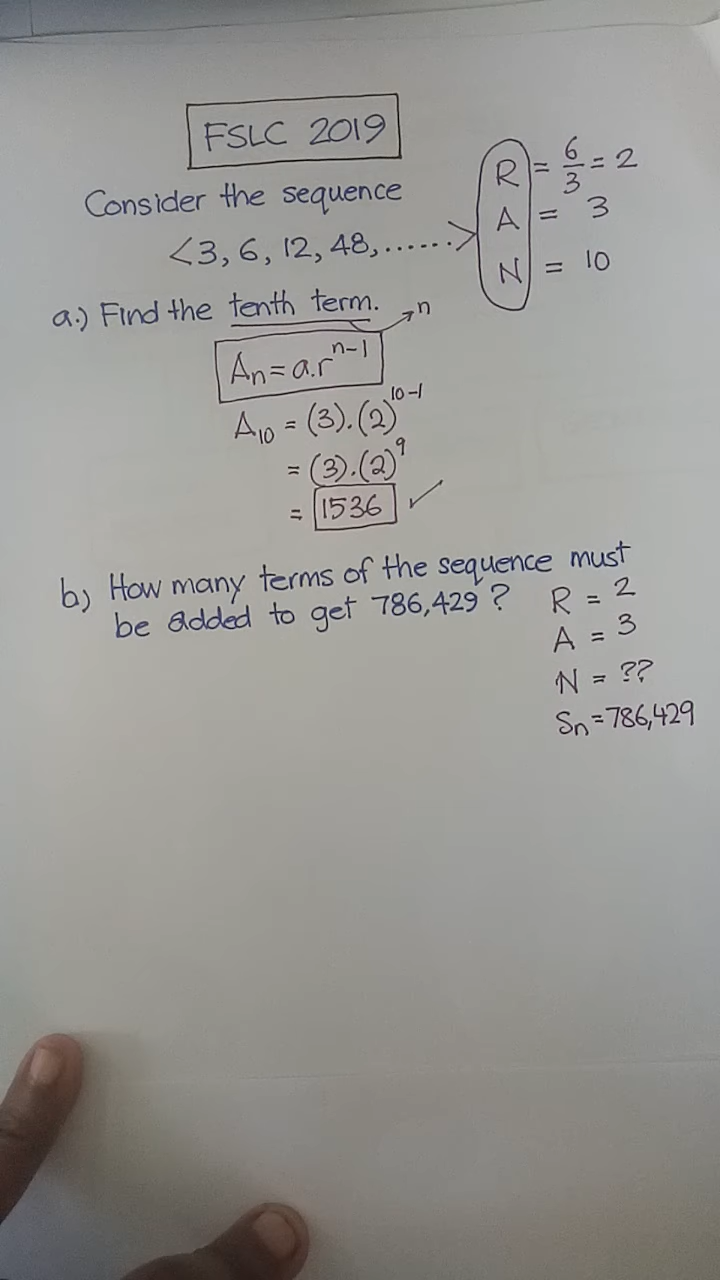 FSLC 2019
Consider the sequence
<3, 6, 12, 48, ......>
R = 6/3 = 2
A = 3
N = 10
a.) Find the tenth term.
n
An = a.r^n-1
A10 = (3).(2)^10-1
= (3).(2)^9
= 1536 ✓
b) How many terms of the sequence must
be added to get 786,429 ?
R = 2
A = 3
N = ??
Sn = 786,429